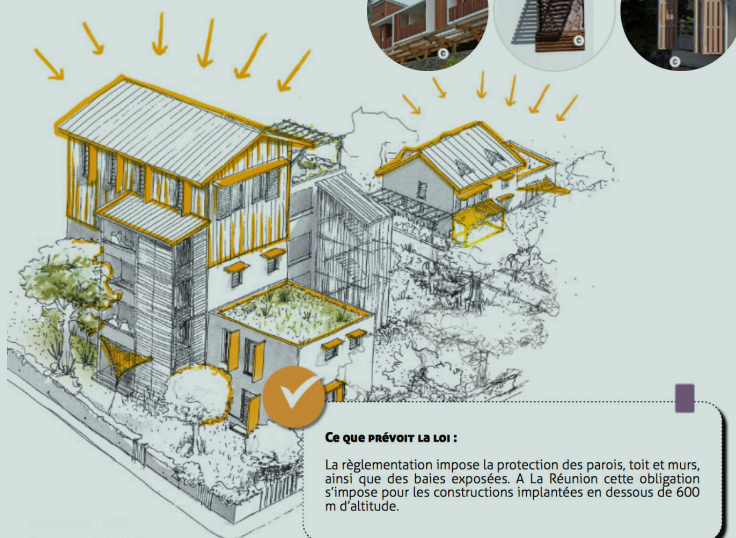 C
C
C
Ce que prévoit la loi :
La règlementation impose la protection des parois, toit et murs,
ainsi que des baies exposées. A La Réunion cette obligation
s'impose pour les constructions implantées en dessous de 600
m d'altitude.